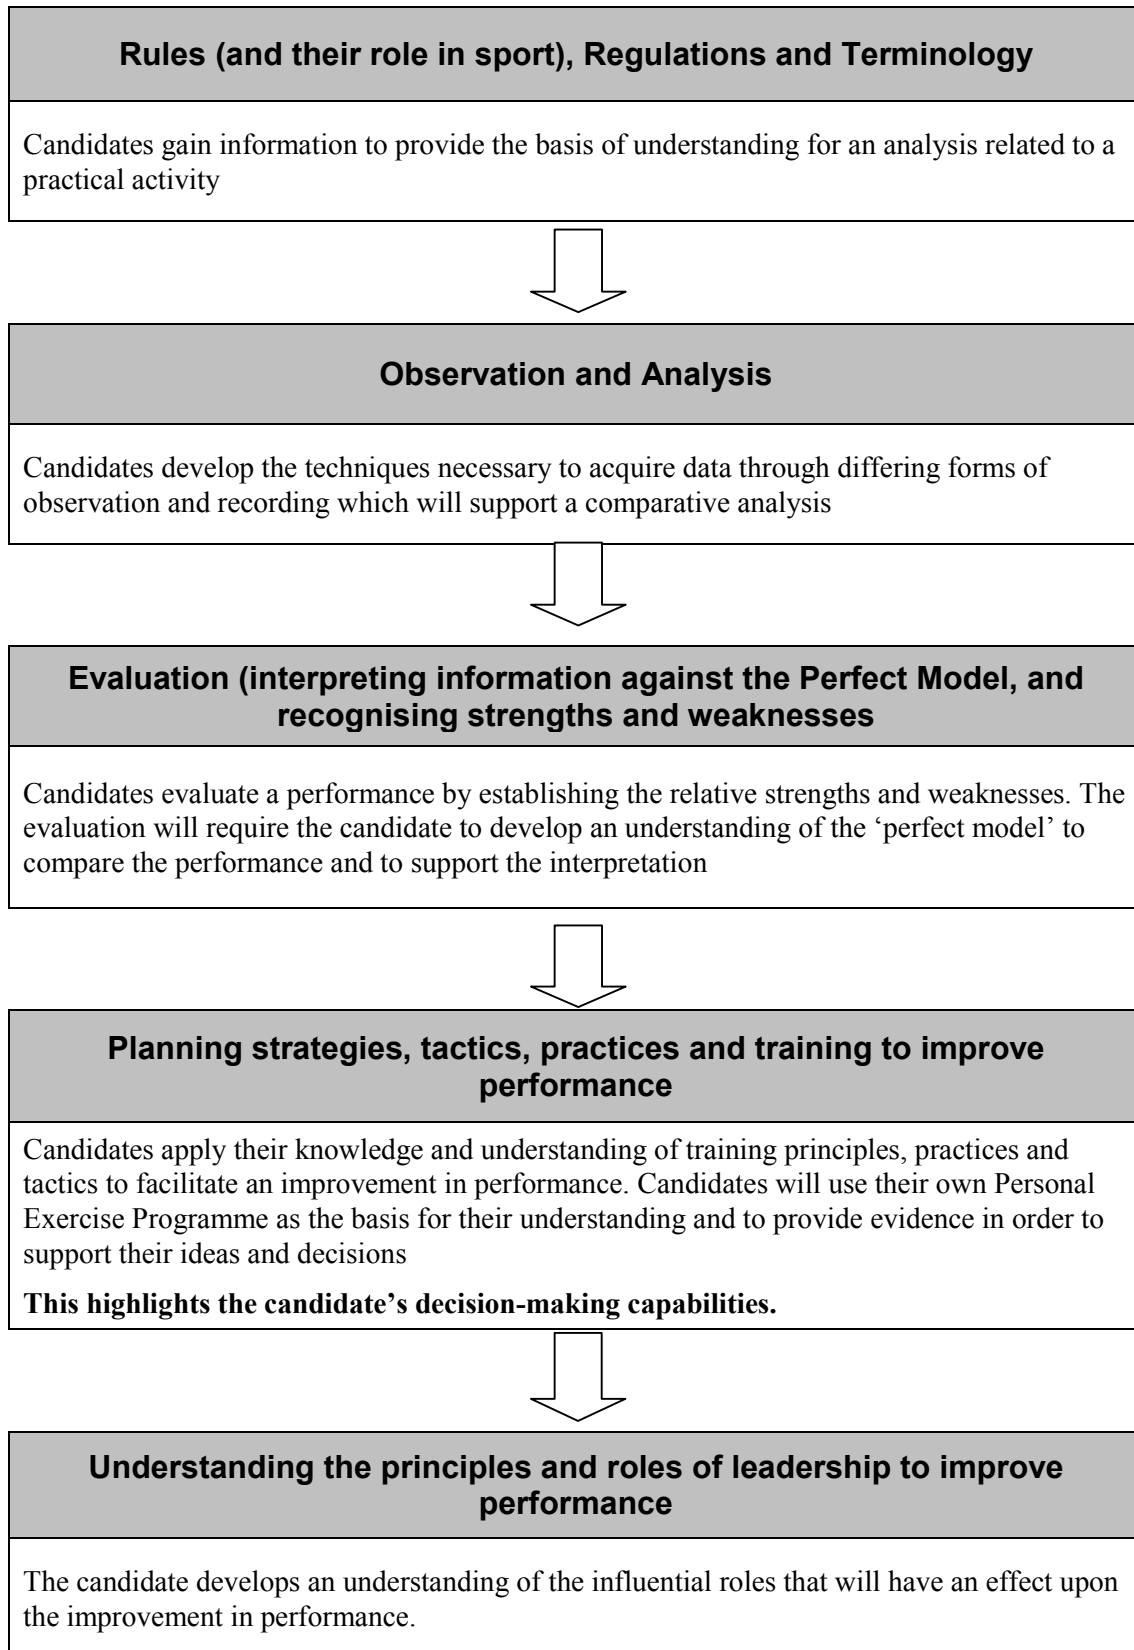 Rules (and their role in sport), Regulations and Terminology
Candidates gain information to provide the basis of understanding for an analysis related to a
practical activity
Observation and Analysis
Candidates develop the techniques necessary to acquire data through differing forms of
observation and recording which will support a comparative analysis
Evaluation (interpreting information against the Perfect Model, and
recognising strengths and weaknesses
Candidates evaluate a performance by establishing the relative strengths and weaknesses. The
evaluation will require the candidate to develop an understanding of the ‘perfect model’ to
compare the performance and to support the interpretation
Planning strategies, tactics, practices and training to improve
performance
Candidates apply their knowledge and understanding of training principles, practices and
tactics to facilitate an improvement in performance. Candidates will use their own Personal
Exercise Programme as the basis for their understanding and to provide evidence in order to
support their ideas and decisions
This highlights the candidate’s decision-making capabilities.
Understanding the principles and roles of leadership to improve
performance
The candidate develops an understanding of the influential roles that will have an effect upon
the improvement in performance.